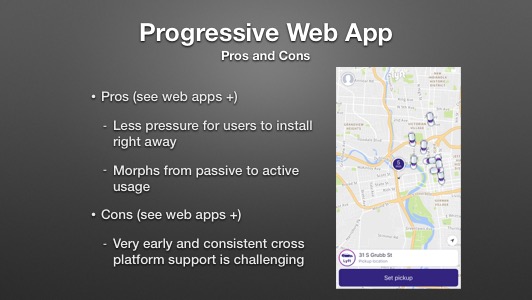 Progressive Web App
Pros and Cons
• Pros (see web apps +)
- Less pressure for users to install
right away
- Morphs from passive to active
usage
• Cons (see web apps +)
- Very early and consistent cross
platform support is challenging
31 S Grubb St
Pickup location
Lyft
Set pickup